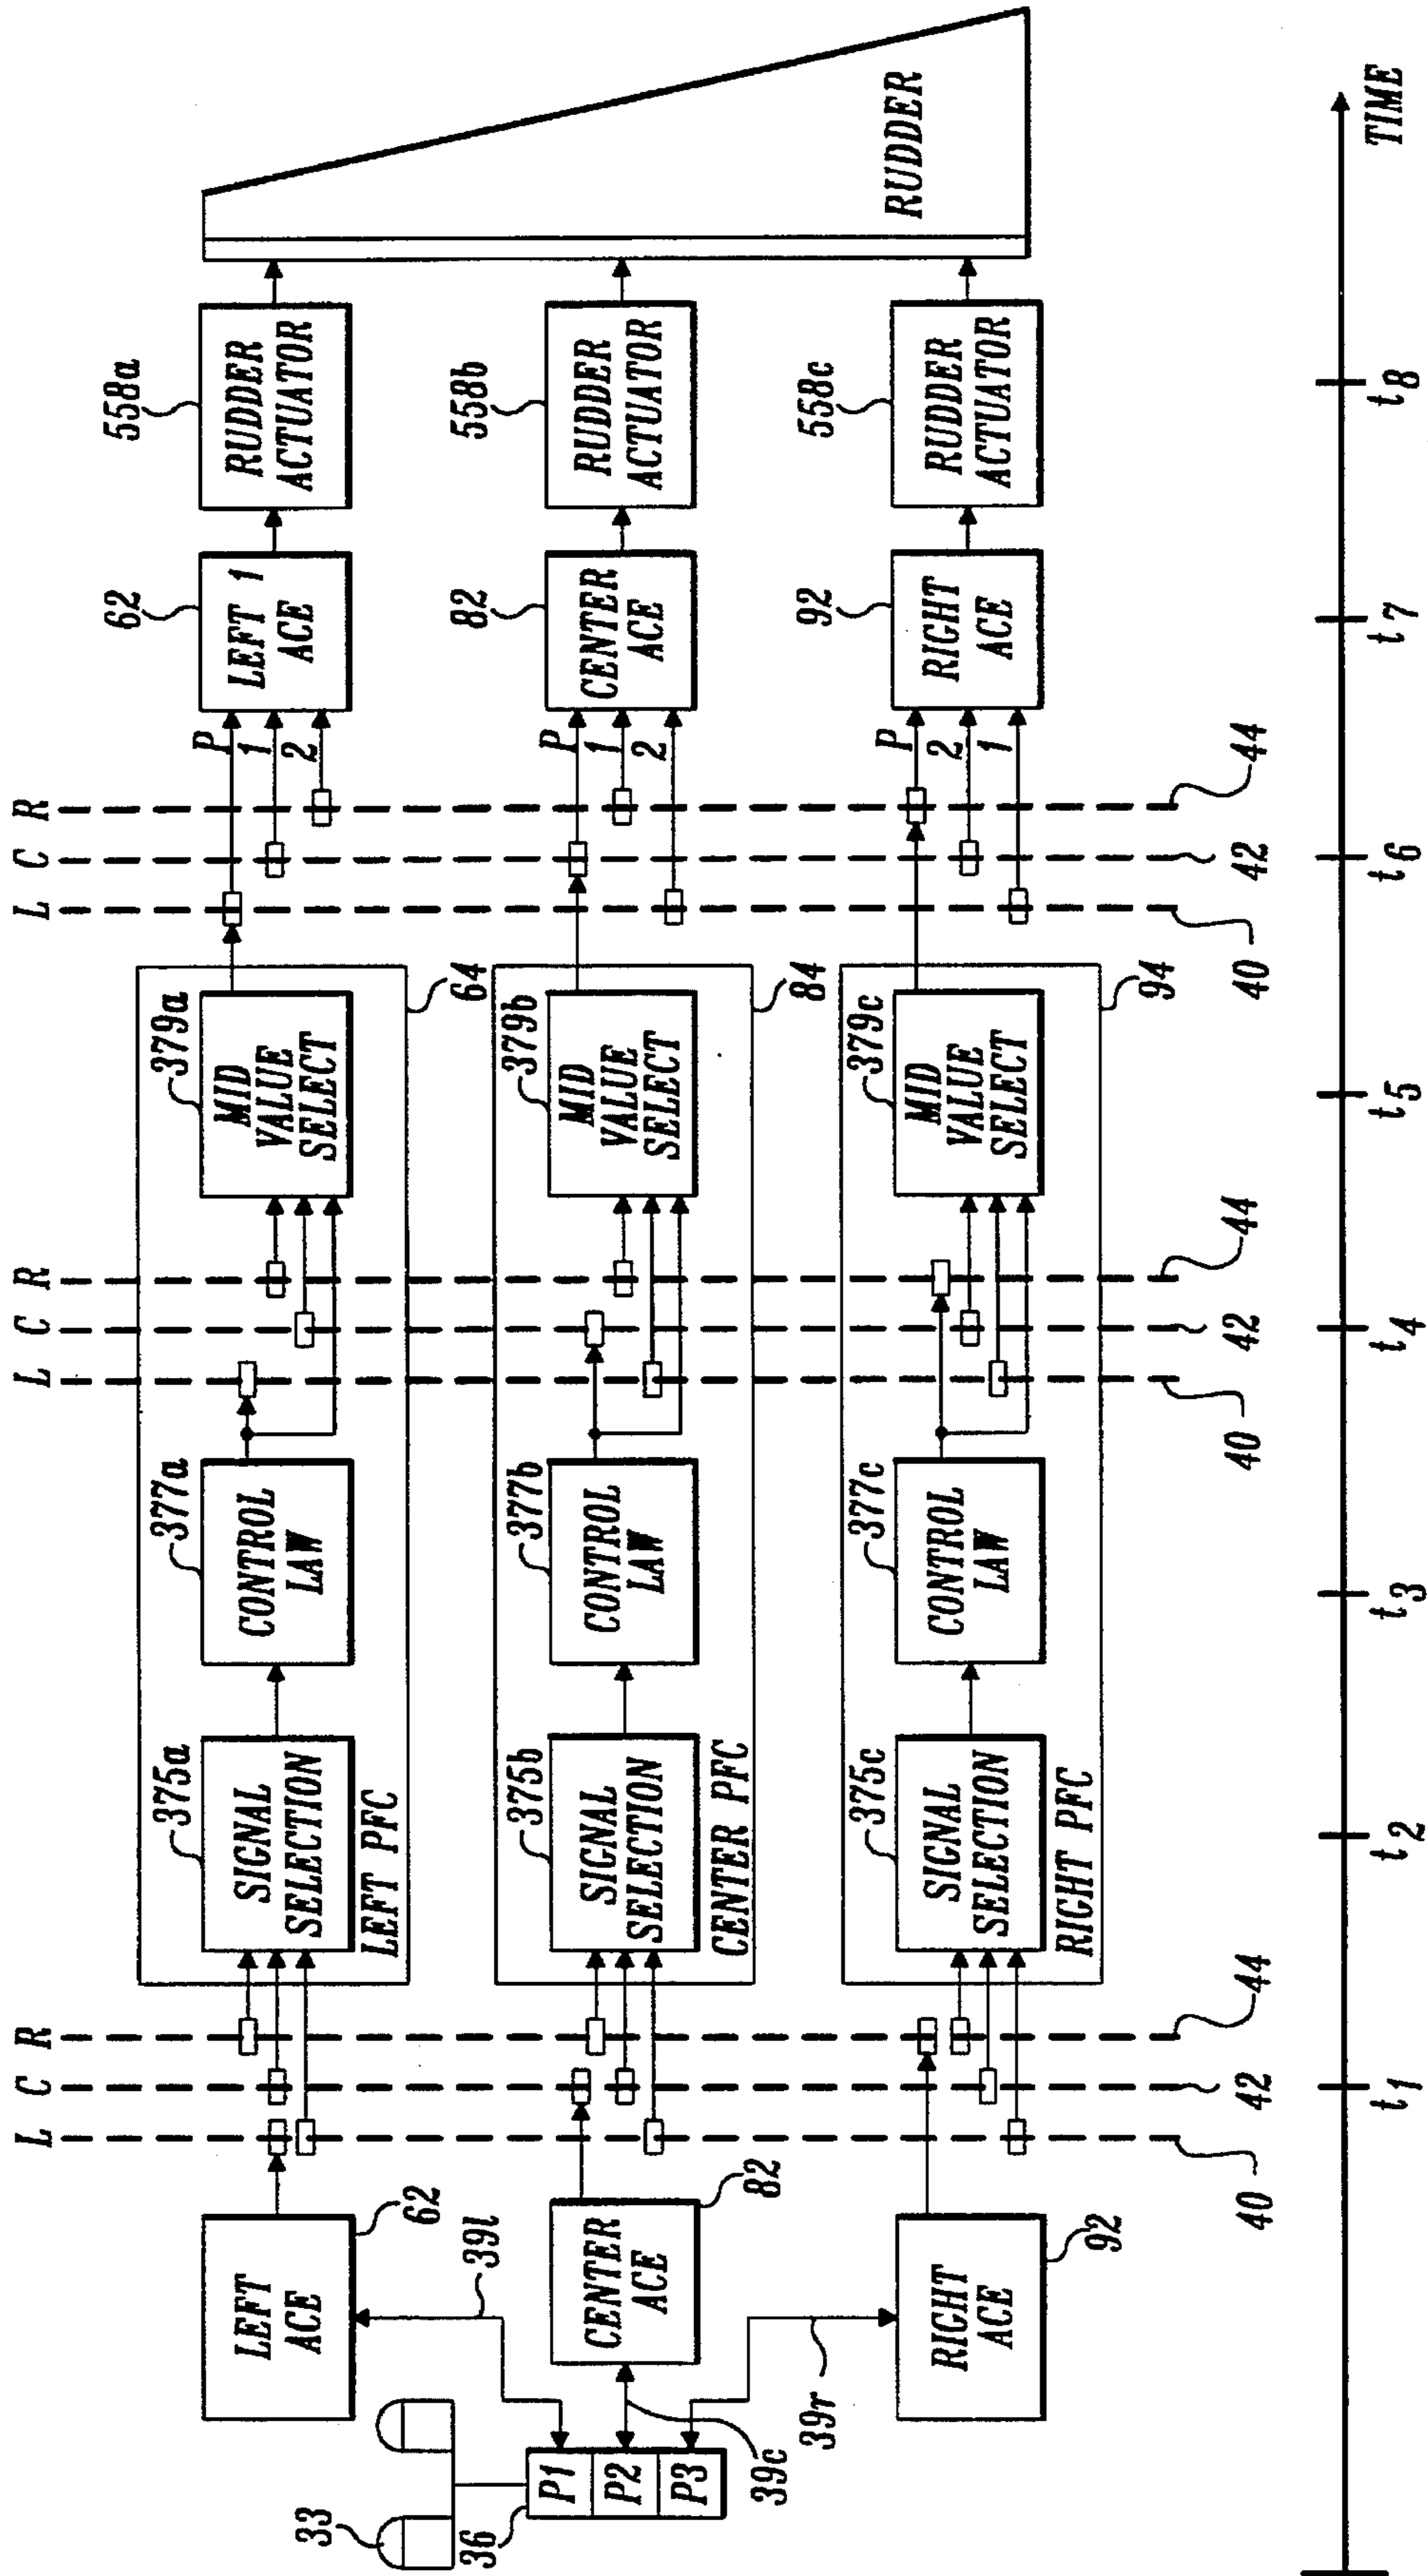 L C R
L C R
L C R
33
36
P1
P2
P3
39l
39c
39r
LEFT
ACE
62
CENTER
ACE
82
RIGHT
ACE
92
375a
SIGNAL
SELECTION
377a
CONTROL
LAW
379a
MID
VALUE
SELECT
LEFT PFC
64
P
1
2
62
LEFT 1
ACE
558a
RUDDER
ACTUATOR
375b
SIGNAL
SELECTION
377b
CONTROL
LAW
379b
MID
VALUE
SELECT
CENTER PFC
84
P
1
2
82
CENTER
ACE
558b
RUDDER
ACTUATOR
375c
SIGNAL
SELECTION
377c
CONTROL
LAW
379c
MID
VALUE
SELECT
RIGHT PFC
94
P
2
1
92
RIGHT
ACE
558c
RUDDER
ACTUATOR
RUDDER
40 42 44
40 42 44
40 42 44
t1 t2 t3 t4 t5 t6 t7 t8 TIME